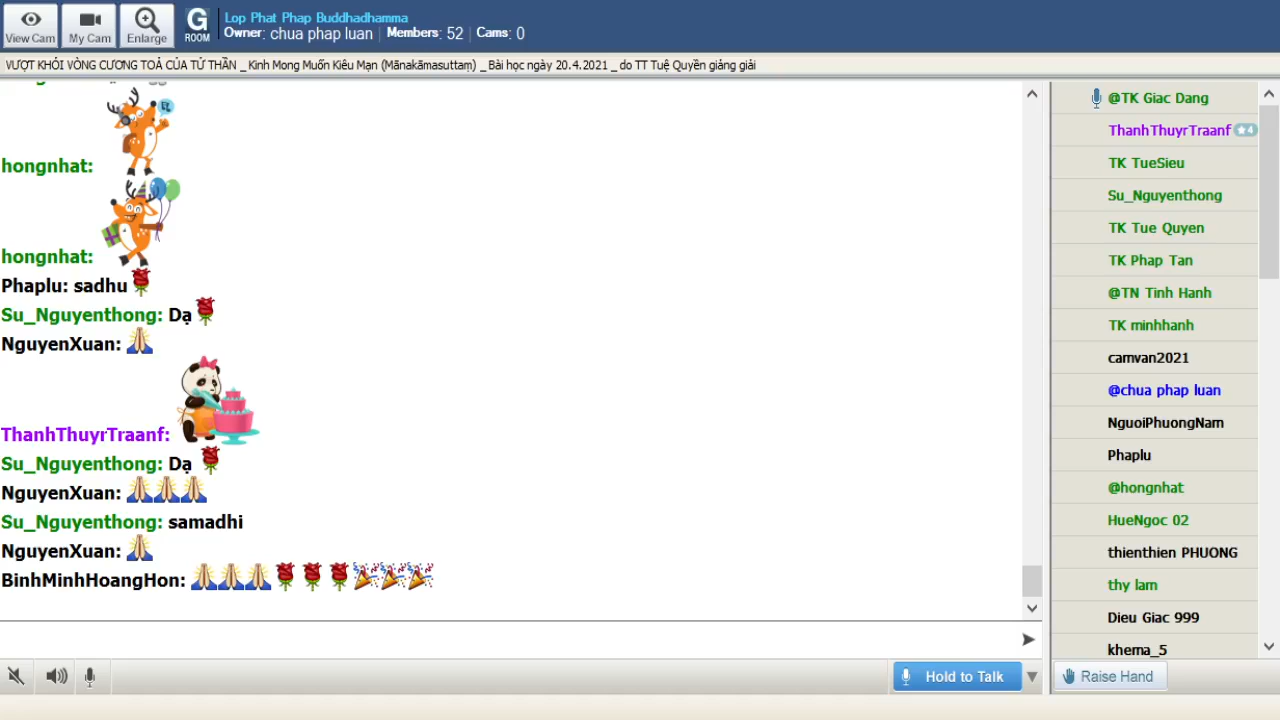 View Cam
My Cam
Enlarge
G
ROOM
Lop Phat Phap Buddhadhamma
Owner: chua phap luan | Members: 52 | Cams: 0
VƯỢT KHỎI VÒNG CƯƠNG TOẢ CỦA TỬ THẦN _ Kinh Mong Muốn Kiêu Mạn (Mānakāmasuttaṃ) _ Bài học ngày 20.4.2021 _ do TT Tuệ Quyền giảng giải
hongnhat:
hongnhat:
Phaplu: sadhu
Su_Nguyenthong: Dạ
NguyenXuan:
ThanhThuyrTraanf:
Su_Nguyenthong: Dạ
NguyenXuan:
Su_Nguyenthong: samadhi
NguyenXuan:
BinhMinhHoangHon:
@TK Giac Dang
ThanhThuyrTraanf 4
TK TueSieu
Su_Nguyenthong
TK Tue Quyen
TK Phap Tan
@TN Tinh Hanh
TK minhhanh
camvan2021
@chua phap luan
NguoiPhuongNam
Phaplu
@hongnhat
HueNgoc 02
thienthien PHUONG
thy lam
Dieu Giac 999
khema_5
Hold to Talk
Raise Hand